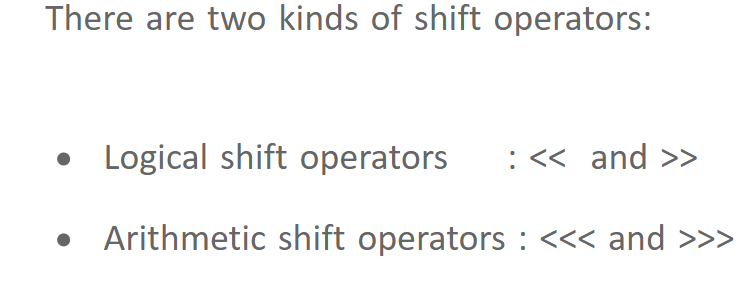 There are two kinds of shift operators:
• Logical shift operators : << and >>
• Arithmetic shift operators : <<< and >>>